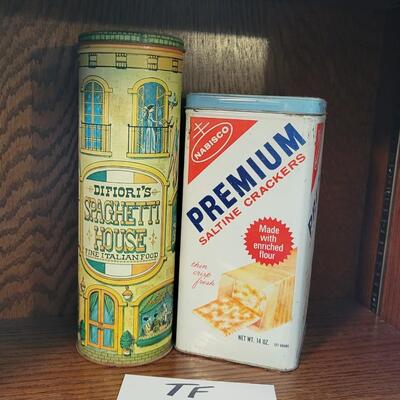 DIFIORI'S
SPAGHETTI
HOUSE
FINE ITALIAN FOOD
NABISCO
PREMIUM
SALTINE CRACKERS
Made
with
enriched
flour
thin
crisp
fresh
NET WT. 14 OZ.
TF